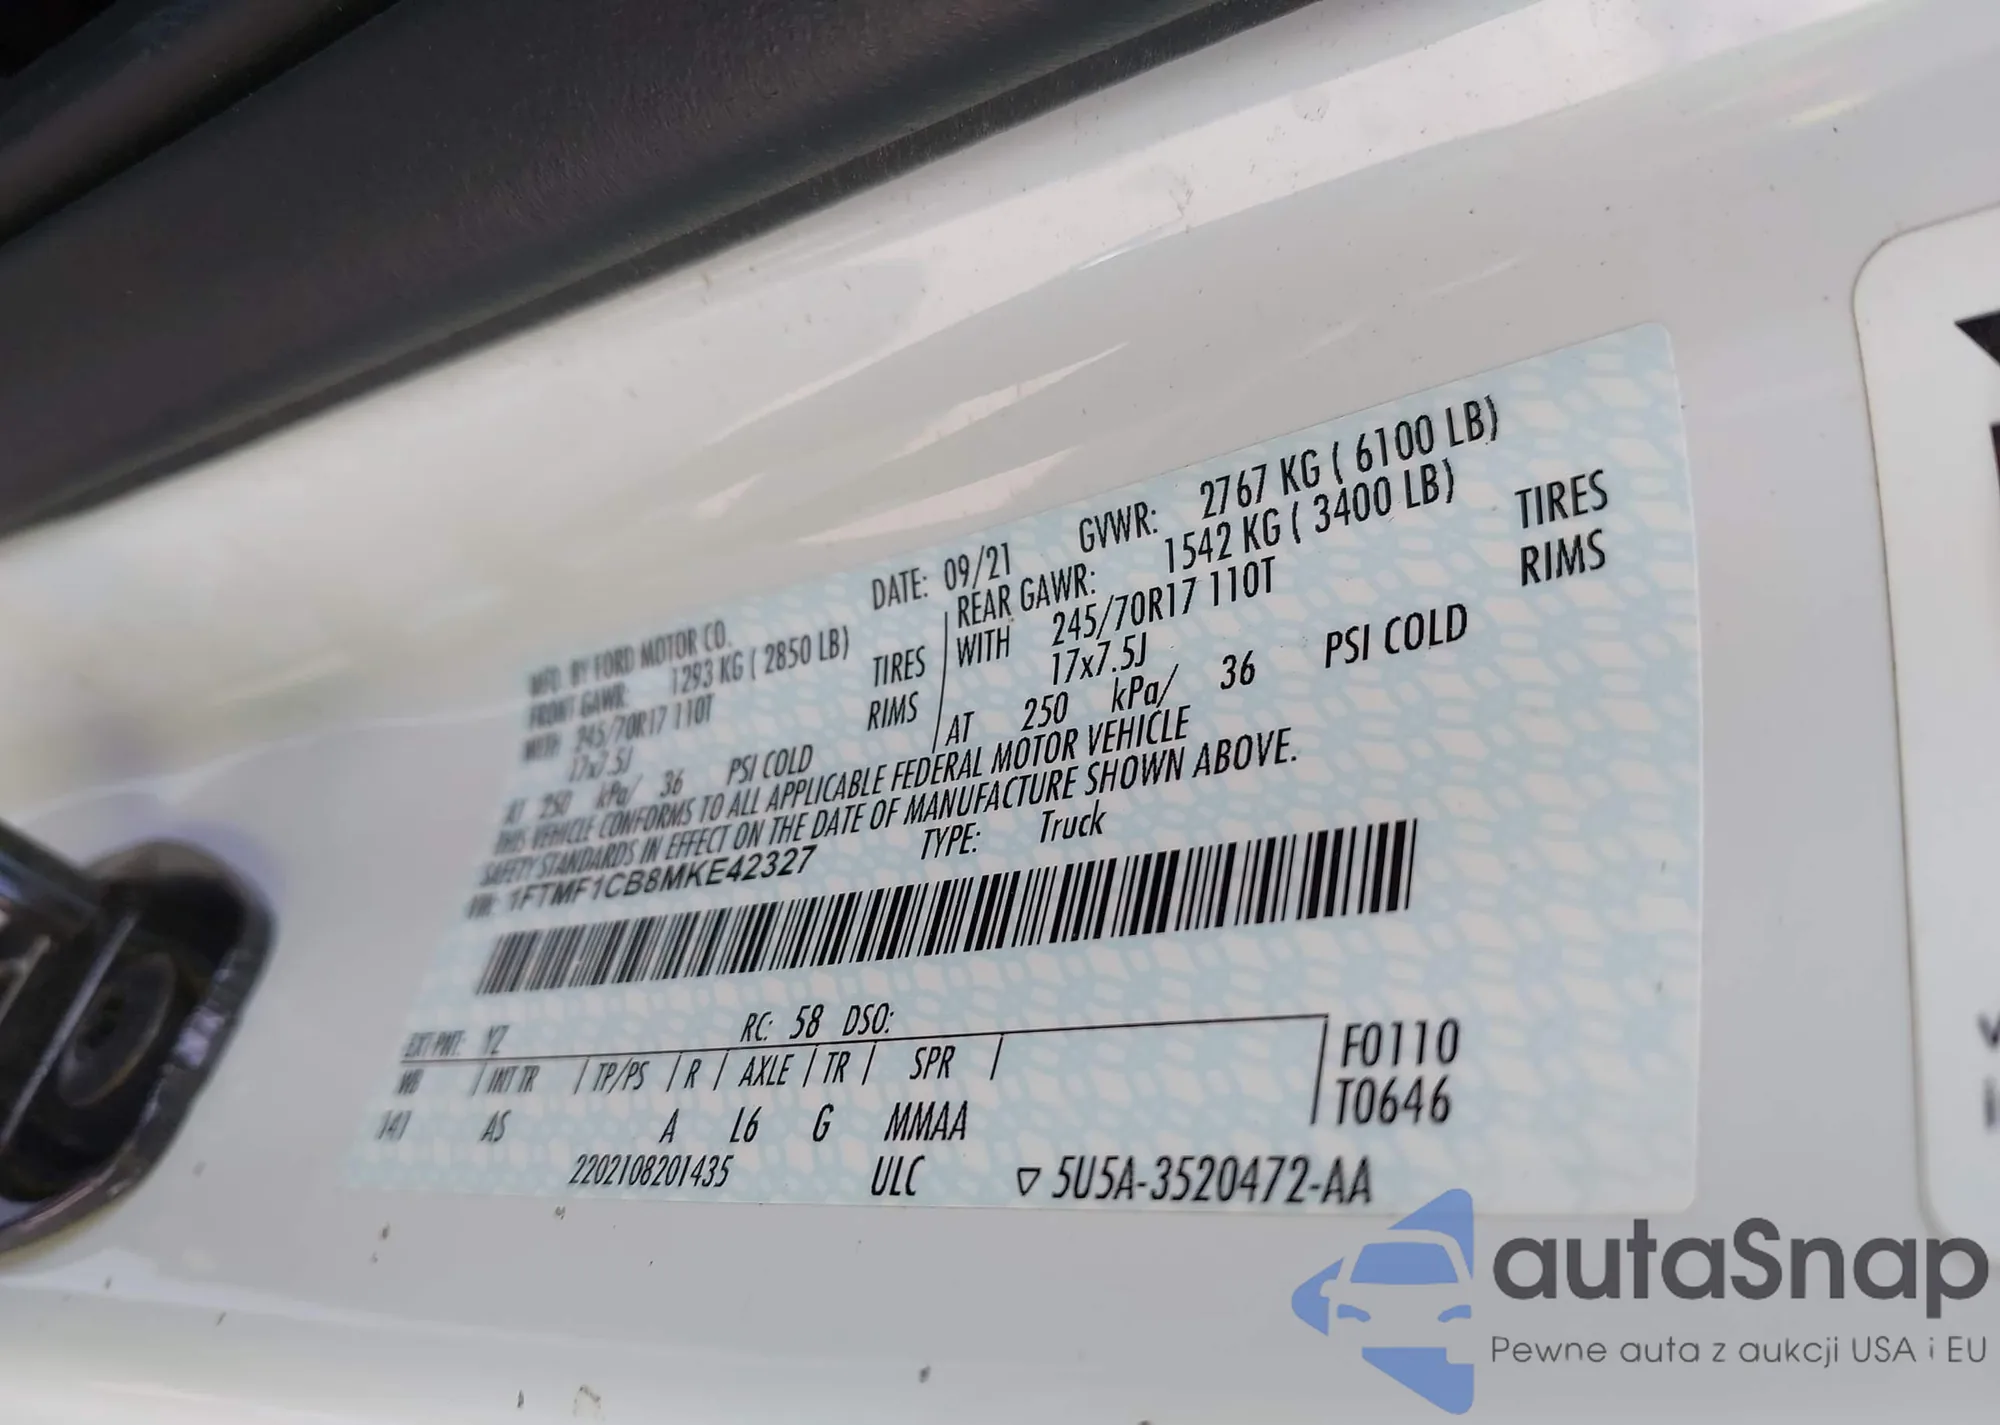 MFD. BY FORD MOTOR CO.
DATE: 09/21
GVWR: 2767 KG ( 6100 LB)
FRONT GAWR: 1293 KG ( 2850 LB)
REAR GAWR: 1542 KG ( 3400 LB)
WITH 245/70R17 110T TIRES
WITH 245/70R17 110T TIRES
17x7.5J RIMS
17x7.5J RIMS
AT 250 kPa/ 36 PSI COLD
AT 250 kPa/ 36 PSI COLD
THIS VEHICLE CONFORMS TO ALL APPLICABLE FEDERAL MOTOR VEHICLE
SAFETY STANDARDS IN EFFECT ON THE DATE OF MANUFACTURE SHOWN ABOVE.
VIN: 1FTMF1CB8MKE42327
TYPE: Truck
EXT PNT: YZ RC: 58 DSO:
WB INT TR TP/PS R AXLE TR SPR
F0110
T0646
141 AS A L6 G MMAA
2202108201435 ULC ▽ 5U5A-3520472-AA
autaSnap
Pewne auta z aukcji USA i EU